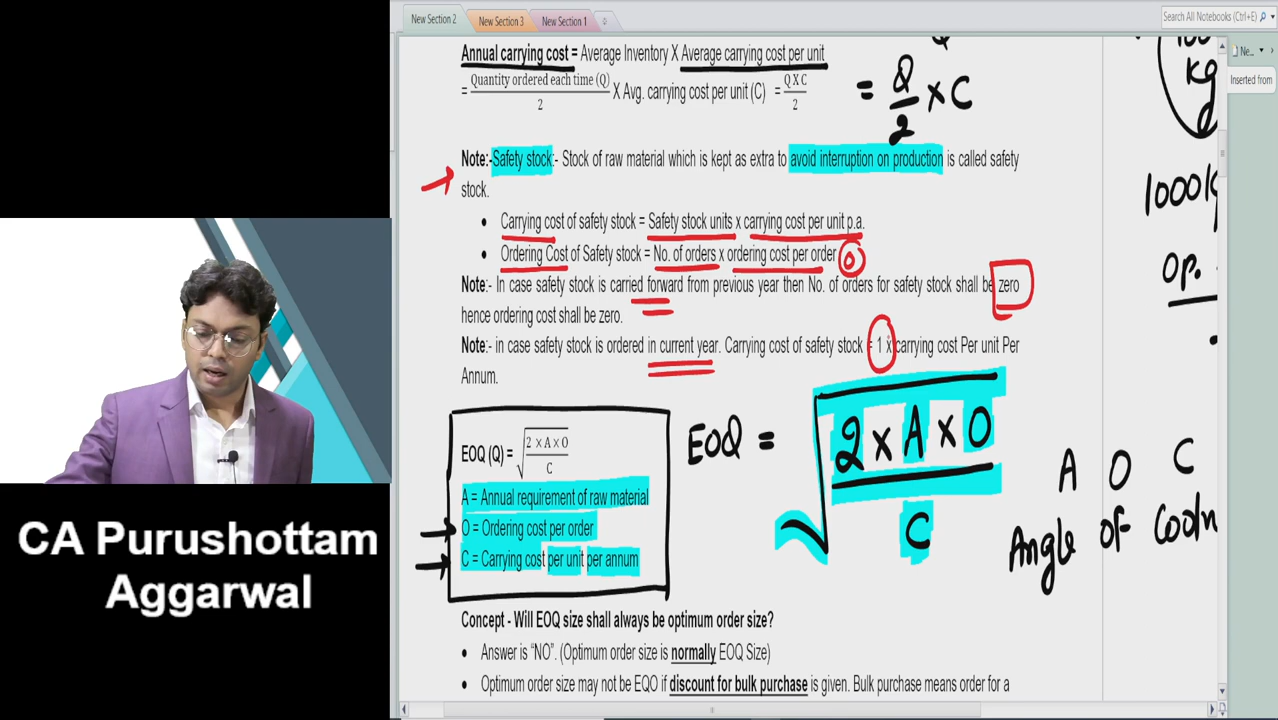 New Section 2
New Section 3
New Section 1
Search All Notebooks (Ctrl+E)
Ne...
Inserted from
Annual carrying cost = Average Inventory X Average carrying cost per unit
= Quantity ordered each time (Q) / 2 X Avg. carrying cost per unit (C) = Q X C / 2
= Q / 2 × C
kg
Note:-Safety stock:- Stock of raw material which is kept as extra to avoid interruption on production is called safety
stock.
1000 k
Carrying cost of safety stock = Safety stock units x carrying cost per unit p.a.
Ordering Cost of Safety stock = No. of orders x ordering cost per order
OP.
Note:- In case safety stock is carried forward from previous year then No. of orders for safety stock shall be zero
hence ordering cost shall be zero.
Note:- in case safety stock is ordered in current year. Carrying cost of safety stock = 1 x carrying cost Per unit Per
Annum.
EOQ (Q) = √ 2 × A × O / C
A = Annual requirement of raw material
O = Ordering cost per order
C = Carrying cost per unit per annum
EOQ = √ 2 × A × O / C
A O C
Angle of
CA Purushottam
Aggarwal
Concept - Will EOQ size shall always be optimum order size?
Answer is “NO”. (Optimum order size is normally EOQ Size)
Optimum order size may not be EQO if discount for bulk purchase is given. Bulk purchase means order for a